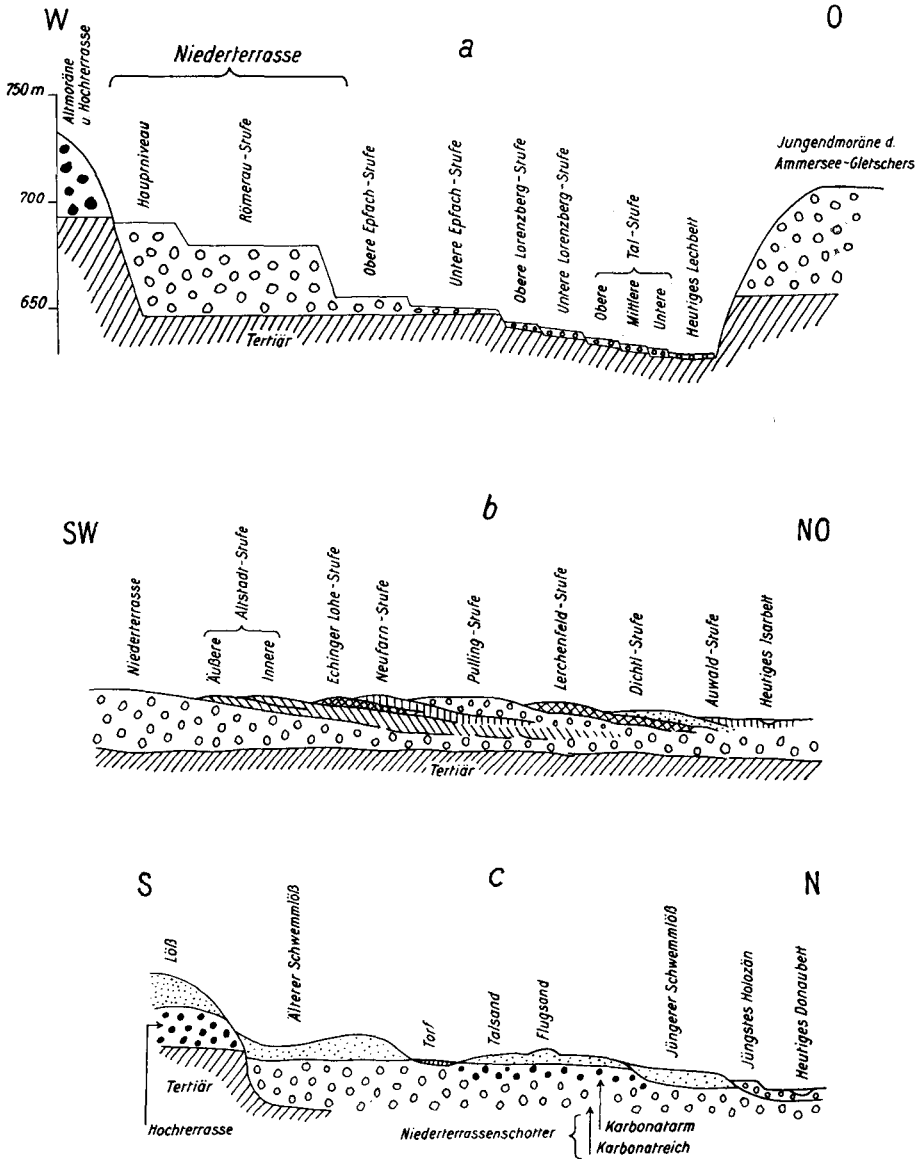 W
a
O
Niederterrasse
Altmoräne
u Hochterrasse
750 m
700
650
Hauprniveau
Römerau-Stufe
Obere Epfach-Stufe
Untere Epfach-Stufe
Obere Lorenzberg-Stufe
Untere Lorenzberg-Stufe
Tal-Stufe
Obere
Mittlere
Untere
Heutiges Lechbett
Jungendmoräne d.
Ammersee-Gletschers
Tertiär
SW
b
NO
Niederterrasse
Altstadt-Stufe
Äußere
Innere
Echinger Lohe-Stufe
Neufarn-Stufe
Pulling-Stufe
Lerchenfeld-Stufe
Dichtl-Stufe
Auwald-Stufe
Heutiges Isarbett
Tertiär
S
c
N
Löß
Älterer Schwemmlöß
Torf
Talsand
Flugsand
Jüngerer Schwemmlöß
Jüngstes Holozän
Heutiges Donaubett
Tertiär
Hochterrasse
Niederterrassenschotter
Karbonatarm
Karbonatreich